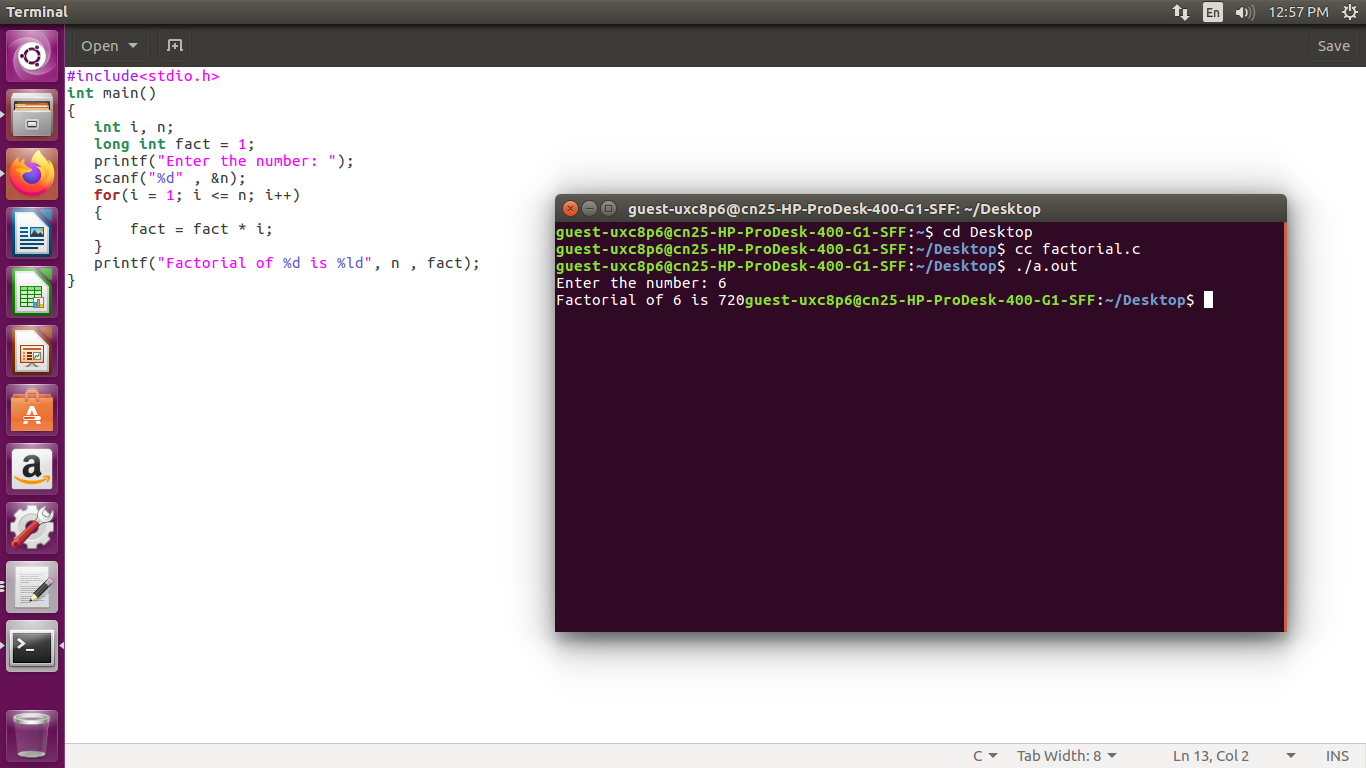 Terminal
En
12:57 PM
Open
Save
#include<stdio.h>
int main()
{
   int i, n;
   long int fact = 1;
   printf("Enter the number: ");
   scanf("%d" , &n);
   for(i = 1; i <= n; i++)
   {
       fact = fact * i;
   }
   printf("Factorial of %d is %ld", n , fact);
}
guest-uxc8p6@cn25-HP-ProDesk-400-G1-SFF: ~/Desktop
guest-uxc8p6@cn25-HP-ProDesk-400-G1-SFF:~$ cd Desktop
guest-uxc8p6@cn25-HP-ProDesk-400-G1-SFF:~/Desktop$ cc factorial.c
guest-uxc8p6@cn25-HP-ProDesk-400-G1-SFF:~/Desktop$ ./a.out
Enter the number: 6
Factorial of 6 is 720guest-uxc8p6@cn25-HP-ProDesk-400-G1-SFF:~/Desktop$
C
Tab Width: 8
Ln 13, Col 2
INS